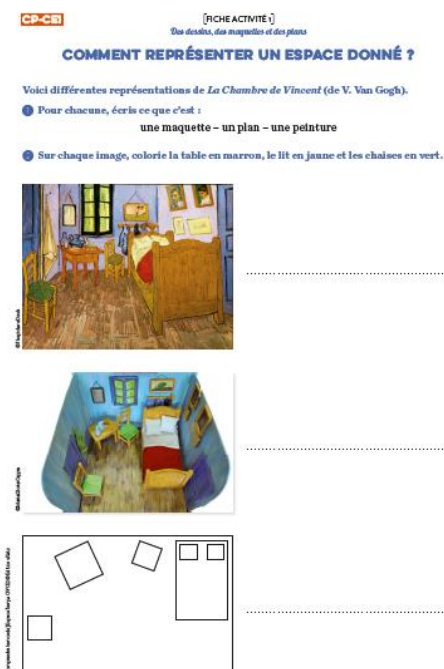 CP-CE1
[FICHE ACTIVITÉ 1]
Des dessins, des maquettes et des plans
COMMENT REPRÉSENTER UN ESPACE DONNÉ ?
Voici différentes représentations de La Chambre de Vincent (de V. Van Gogh).
1 Pour chacune, écris ce que c'est :
une maquette – un plan – une peinture
2 Sur chaque image, colorie la table en marron, le lit en jaune et les chaises en vert.